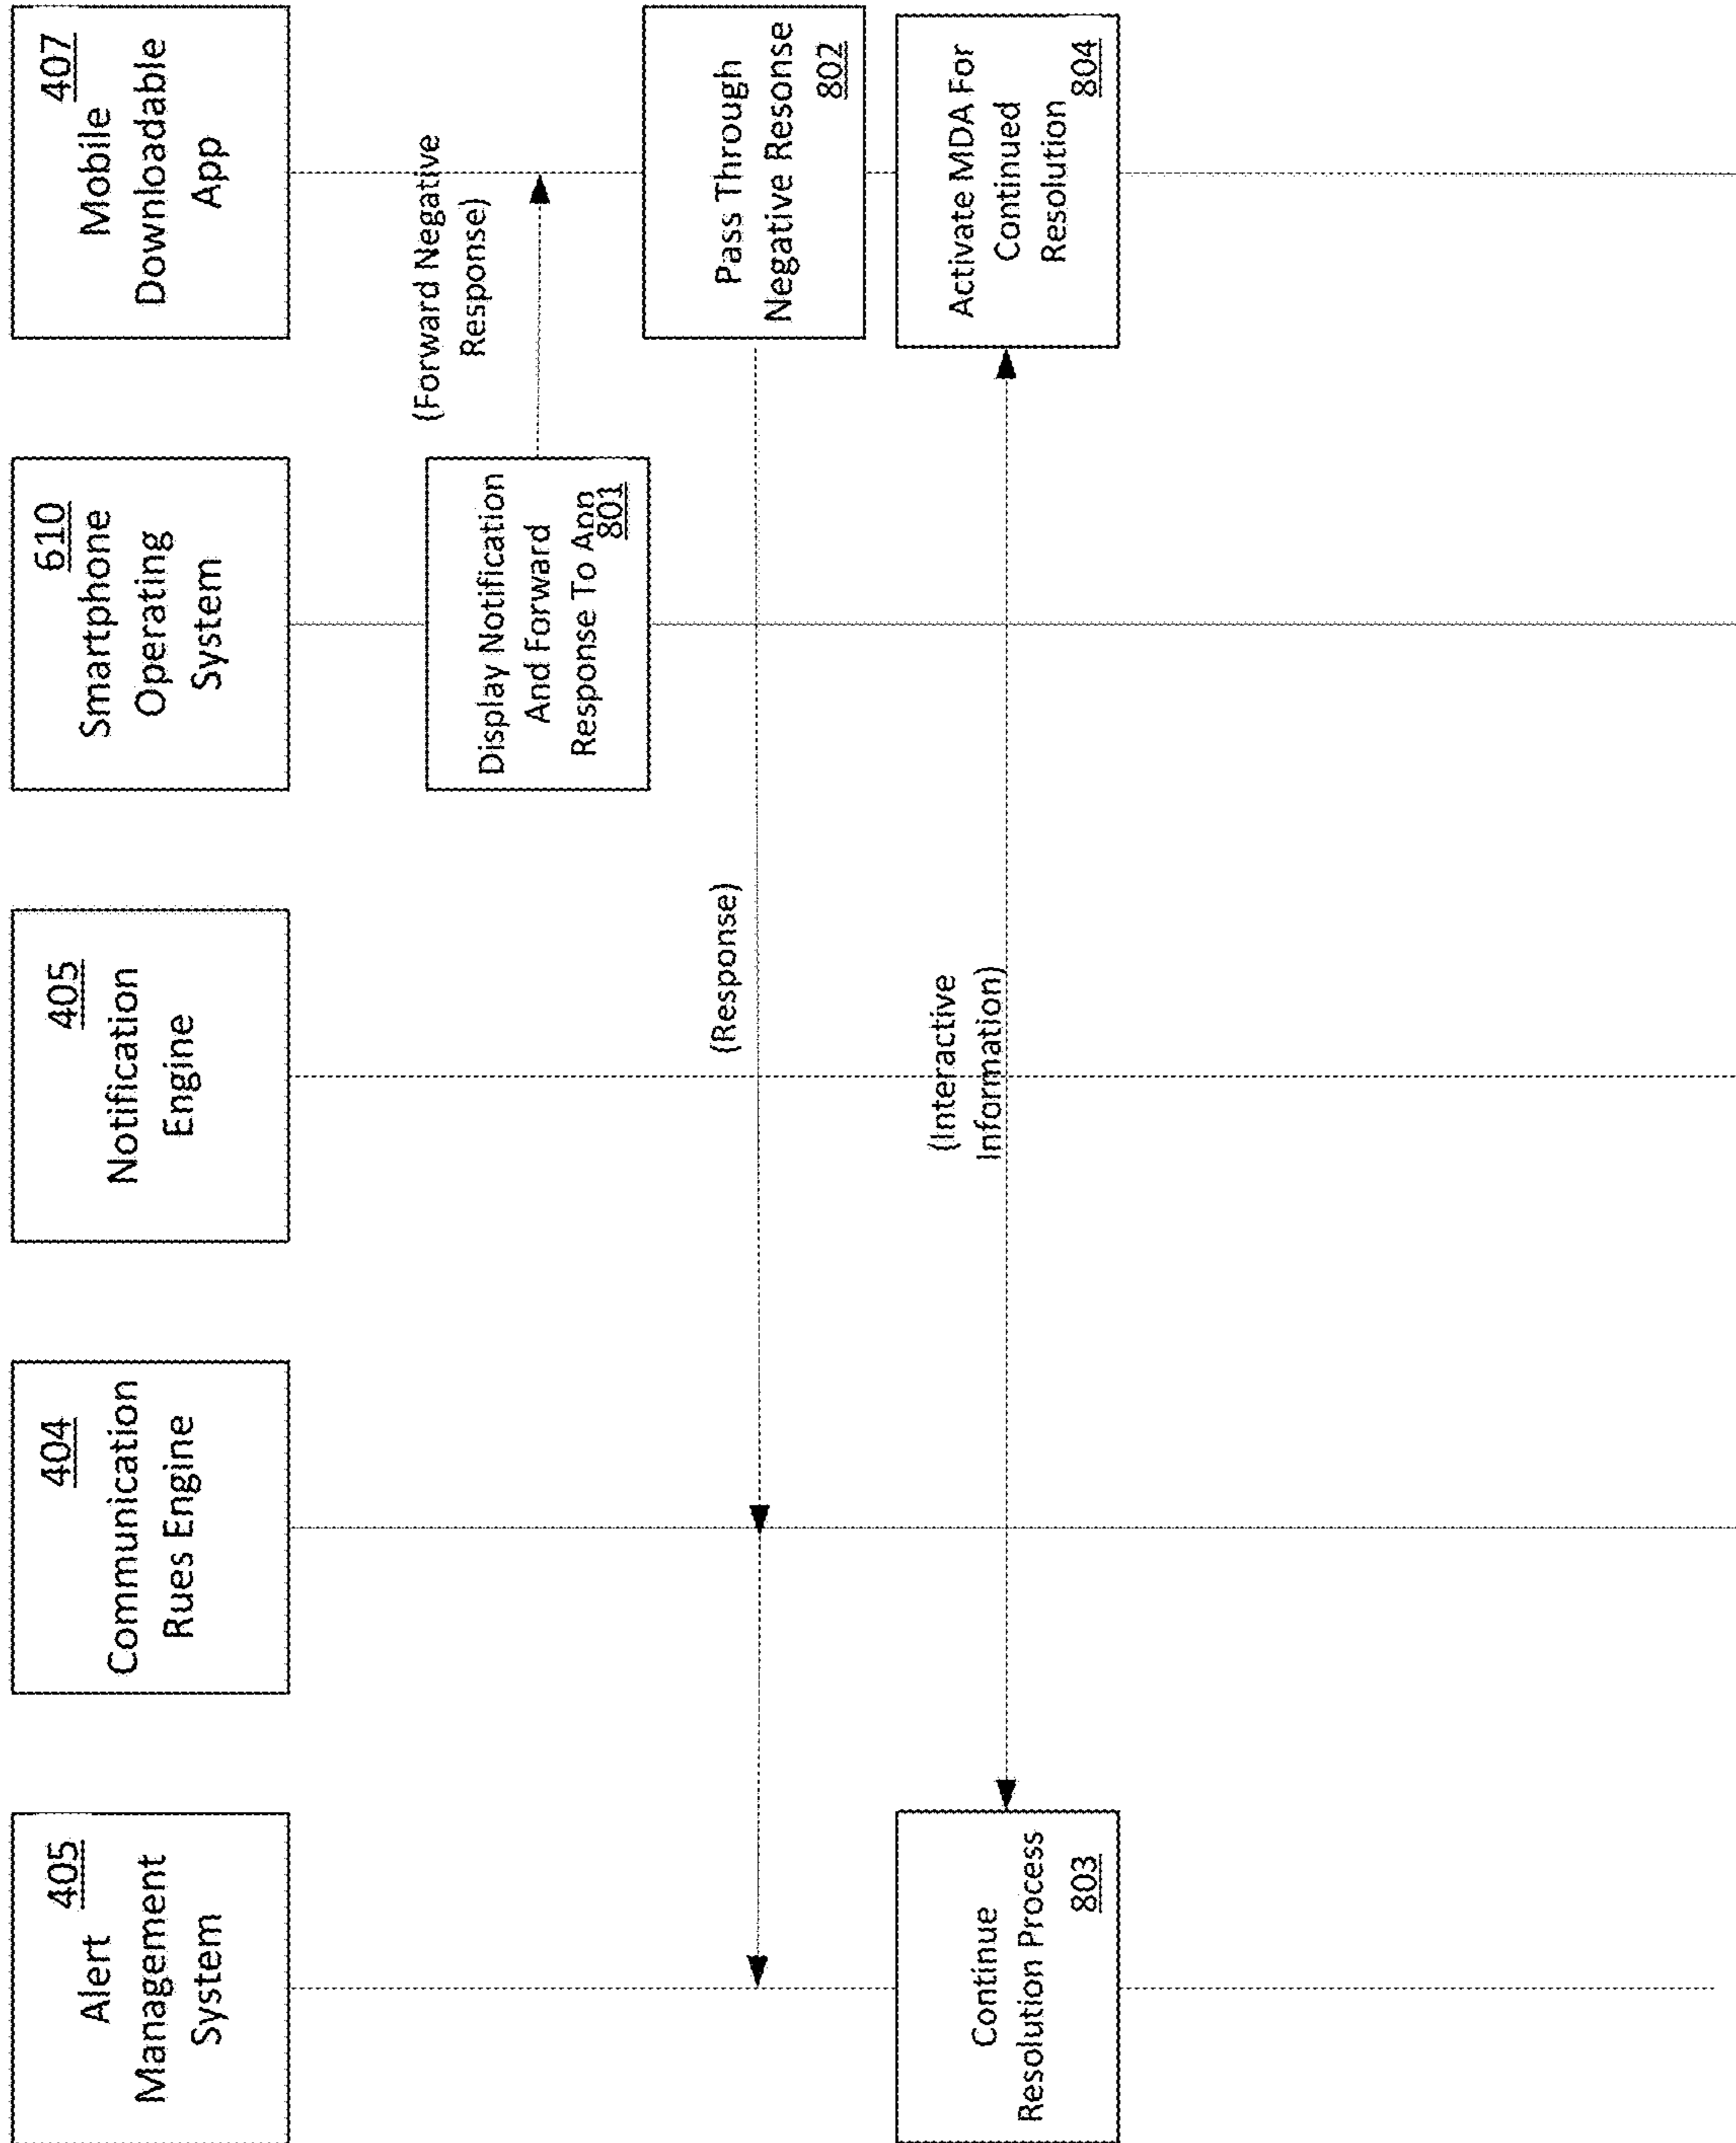 405
Alert
Management
System
404
Communication
Rues Engine
405
Notification
Engine
610
Smartphone
Operating
System
407
Mobile
Downloadable
App
(Forward Negative
Response)
Display Notification
And Forward
Response To App
801
(Response)
Pass Through
Negative Resonse
802
Continue
Resolution Process
803
(Interactive
Information)
Activate MDA For
Continued
Resolution
804